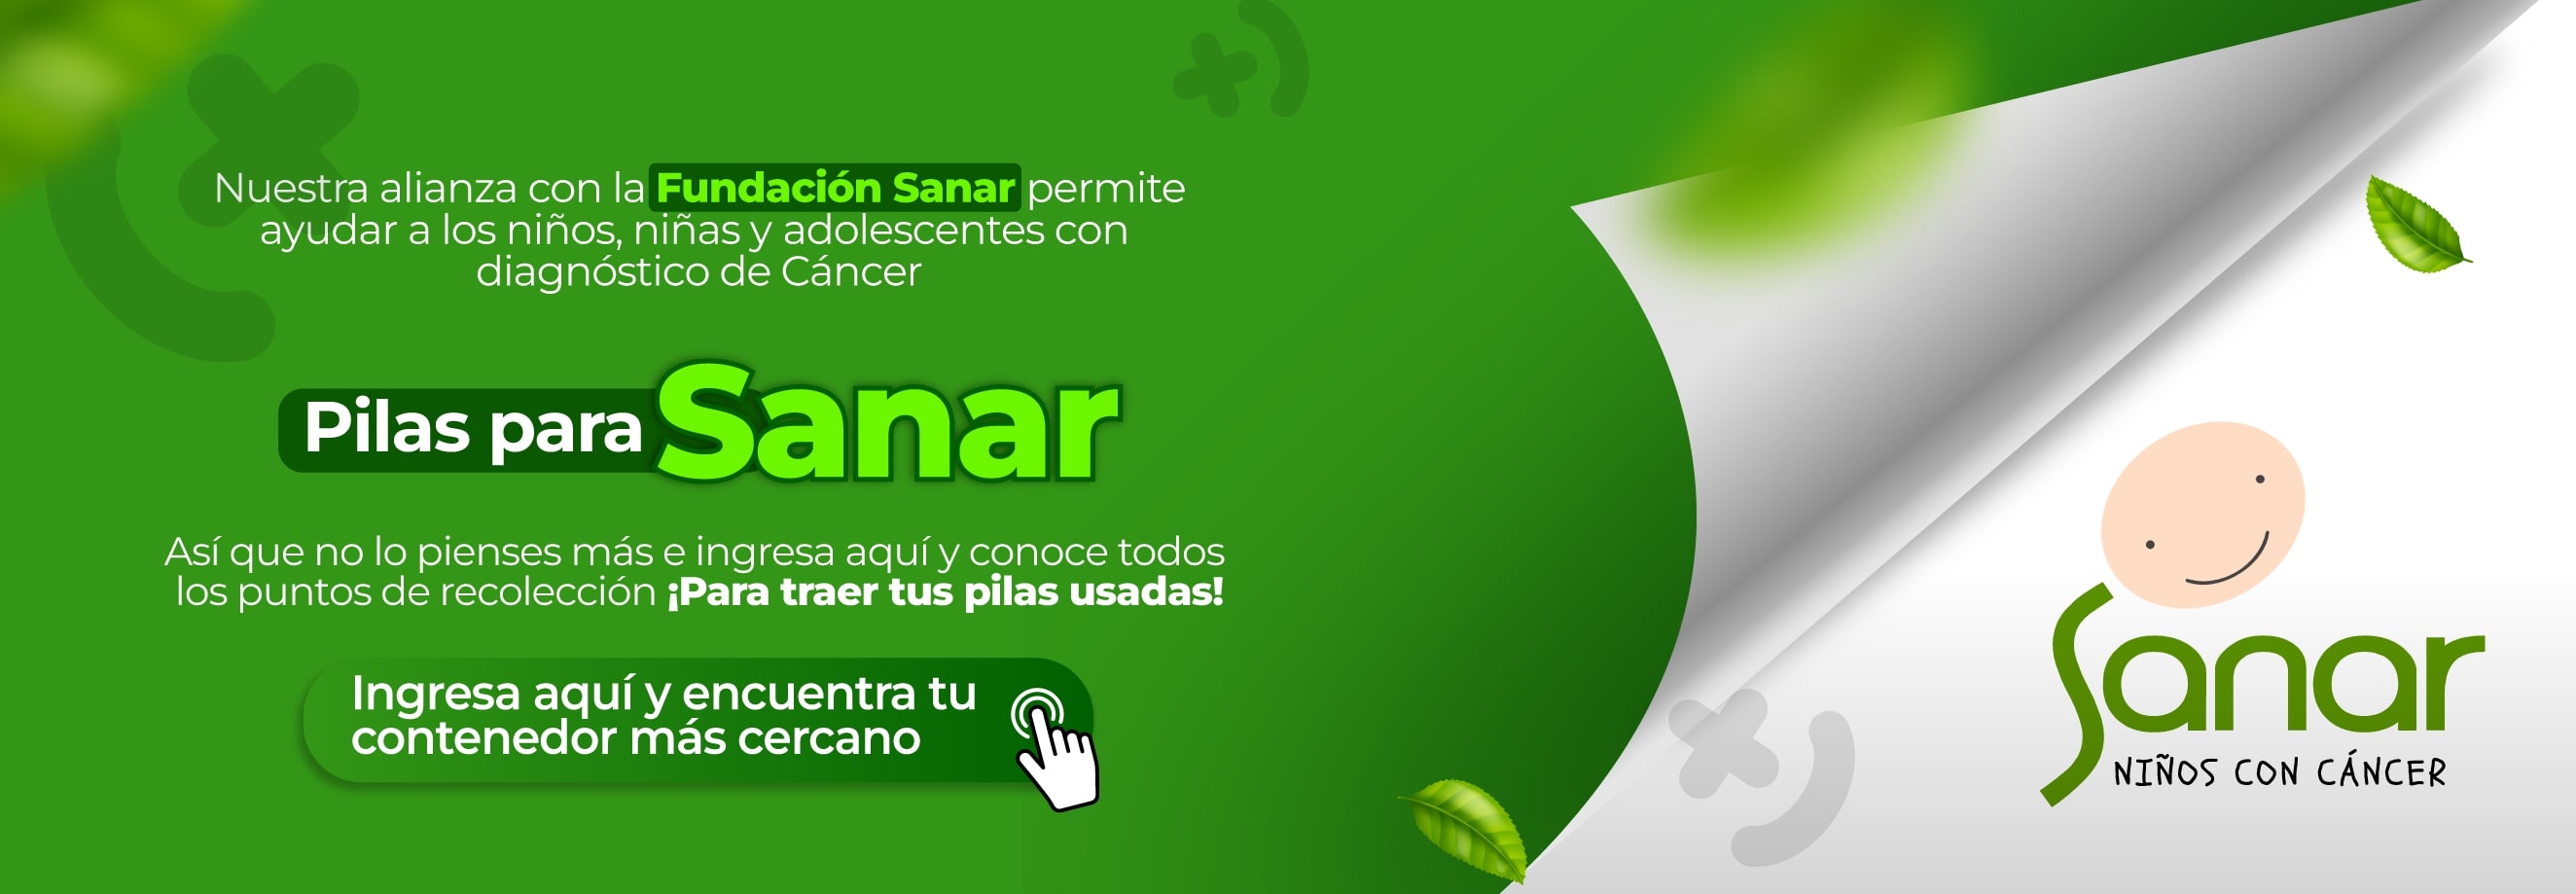 Nuestra alianza con la Fundación Sanar permite
ayudar a los niños, niñas y adolescentes con
diagnóstico de Cáncer
Pilas para Sanar
Así que no lo pienses más e ingresa aquí y conoce todos
los puntos de recolección ¡Para traer tus pilas usadas!
Ingresa aquí y encuentra tu
contenedor más cercano
Sanar
NIÑOS CON CÁNCER